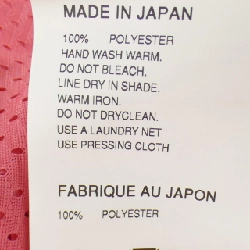 MADE IN JAPAN
100% POLYESTER
HAND WASH WARM.
DO NOT BLEACH.
LINE DRY IN SHADE.
WARM IRON.
DO NOT DRYCLEAN.
USE A LAUNDRY NET
USE PRESSING CLOTH
FABRIQUE AU JAPON
100% POLYESTER